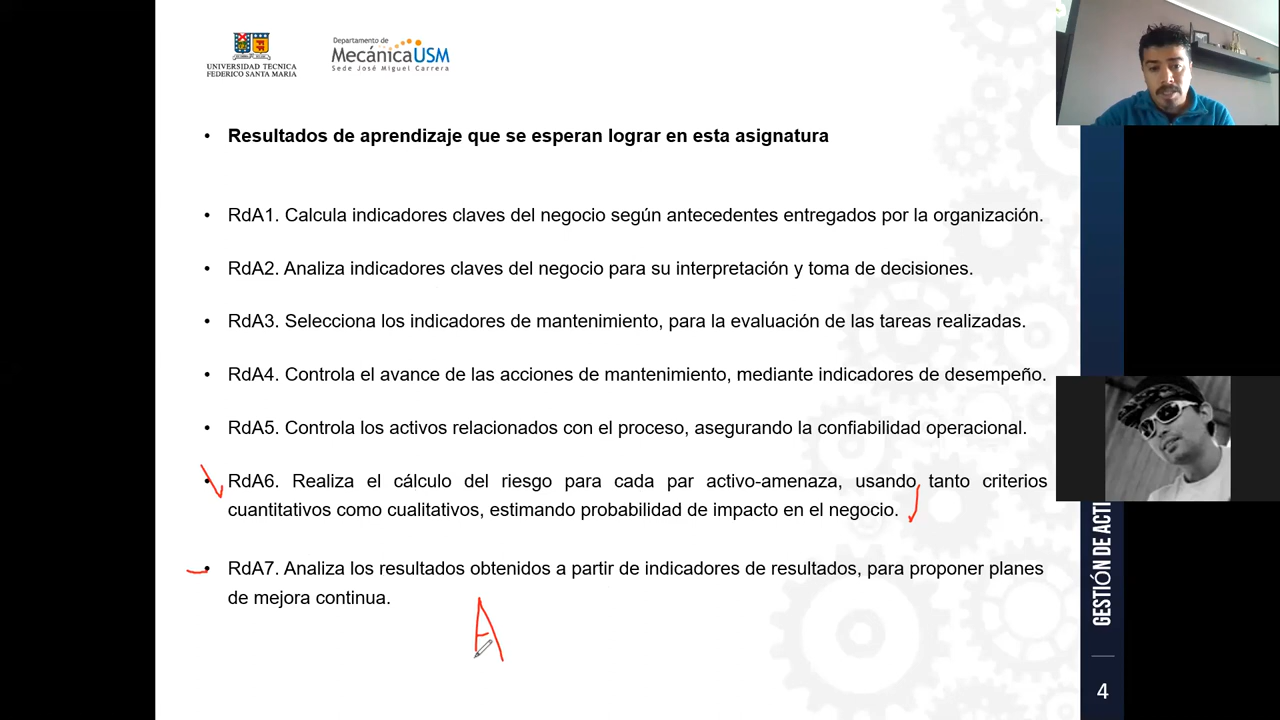 UNIVERSIDAD TECNICA
FEDERICO SANTA MARIA
Departamento de
MecánicaUSM
Sede José Miguel Carrera
• Resultados de aprendizaje que se esperan lograr en esta asignatura
• RdA1. Calcula indicadores claves del negocio según antecedentes entregados por la organización.
• RdA2. Analiza indicadores claves del negocio para su interpretación y toma de decisiones.
• RdA3. Selecciona los indicadores de mantenimiento, para la evaluación de las tareas realizadas.
• RdA4. Controla el avance de las acciones de mantenimiento, mediante indicadores de desempeño.
• RdA5. Controla los activos relacionados con el proceso, asegurando la confiabilidad operacional.
• RdA6. Realiza el cálculo del riesgo para cada par activo-amenaza, usando tanto criterios
cuantitativos como cualitativos, estimando probabilidad de impacto en el negocio.
• RdA7. Analiza los resultados obtenidos a partir de indicadores de resultados, para proponer planes
de mejora continua.
A
GESTIÓN DE ACTI
4